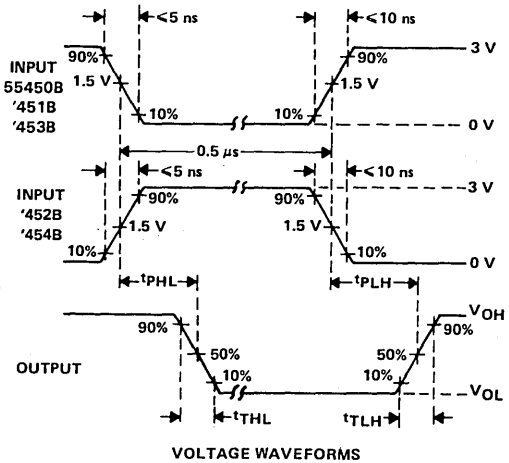 ≤5 ns
≤10 ns
90%
90%
3 V
INPUT
55450B
'451B
'453B
1.5 V
1.5 V
10%
10%
0 V
0.5 μs
≤5 ns
≤10 ns
3 V
INPUT
'452B
'454B
90%
90%
1.5 V
1.5 V
10%
10%
0 V
tPHL
tPLH
VOH
90%
90%
OUTPUT
50%
50%
10%
10%
VOL
tTHL
tTLH
VOLTAGE WAVEFORMS